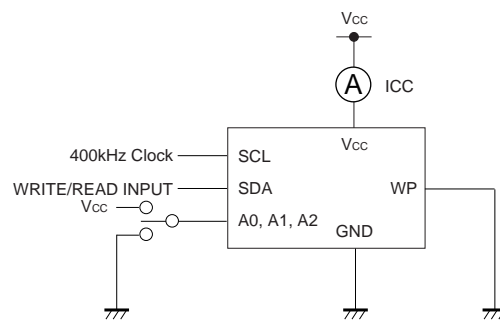 Vcc
A ICC
Vcc
400kHz Clock SCL
WRITE/READ INPUT SDA WP
Vcc
A0, A1, A2
GND